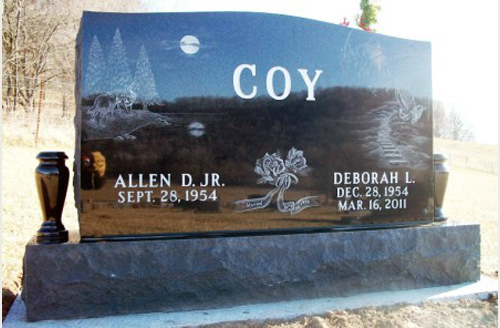 COY
ALLEN D. JR.
SEPT. 28, 1954
DEBORAH L.
DEC. 28, 1954
MAR. 16, 2011